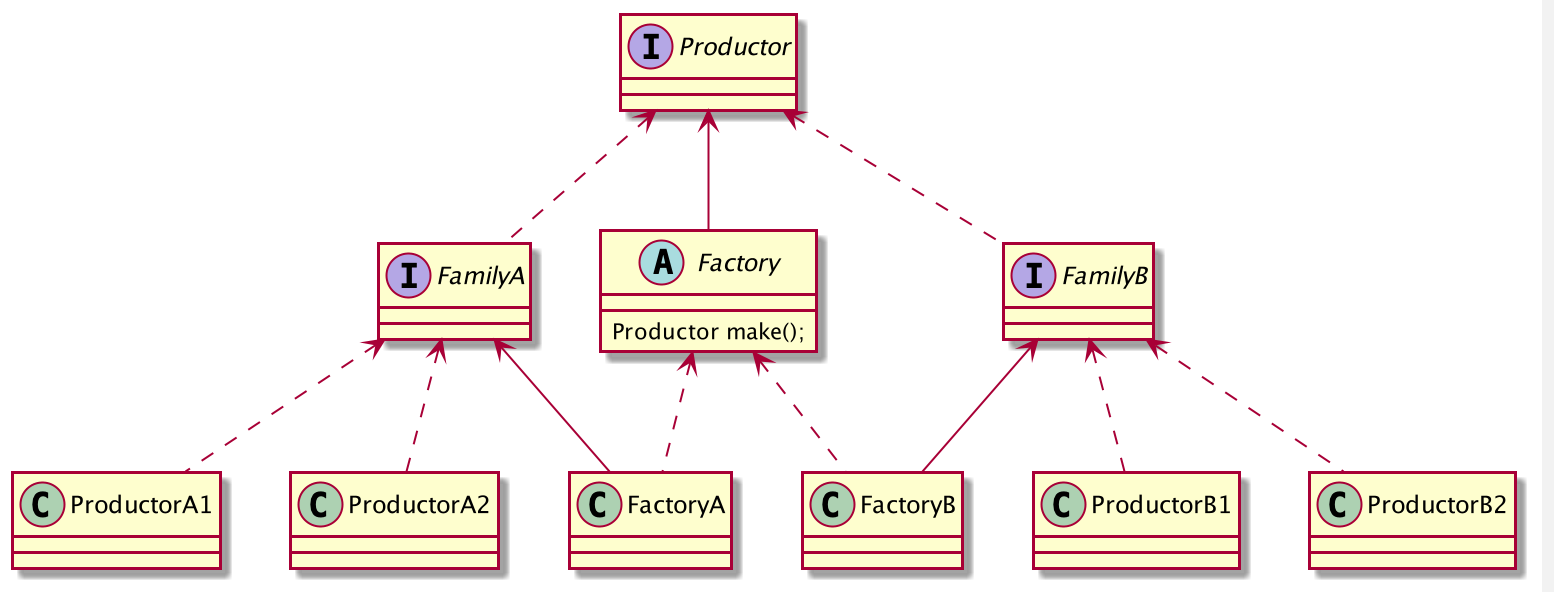 I Productor
I FamilyA
A Factory
Productor make();
I FamilyB
C ProductorA1
C ProductorA2
C FactoryA
C FactoryB
C ProductorB1
C ProductorB2